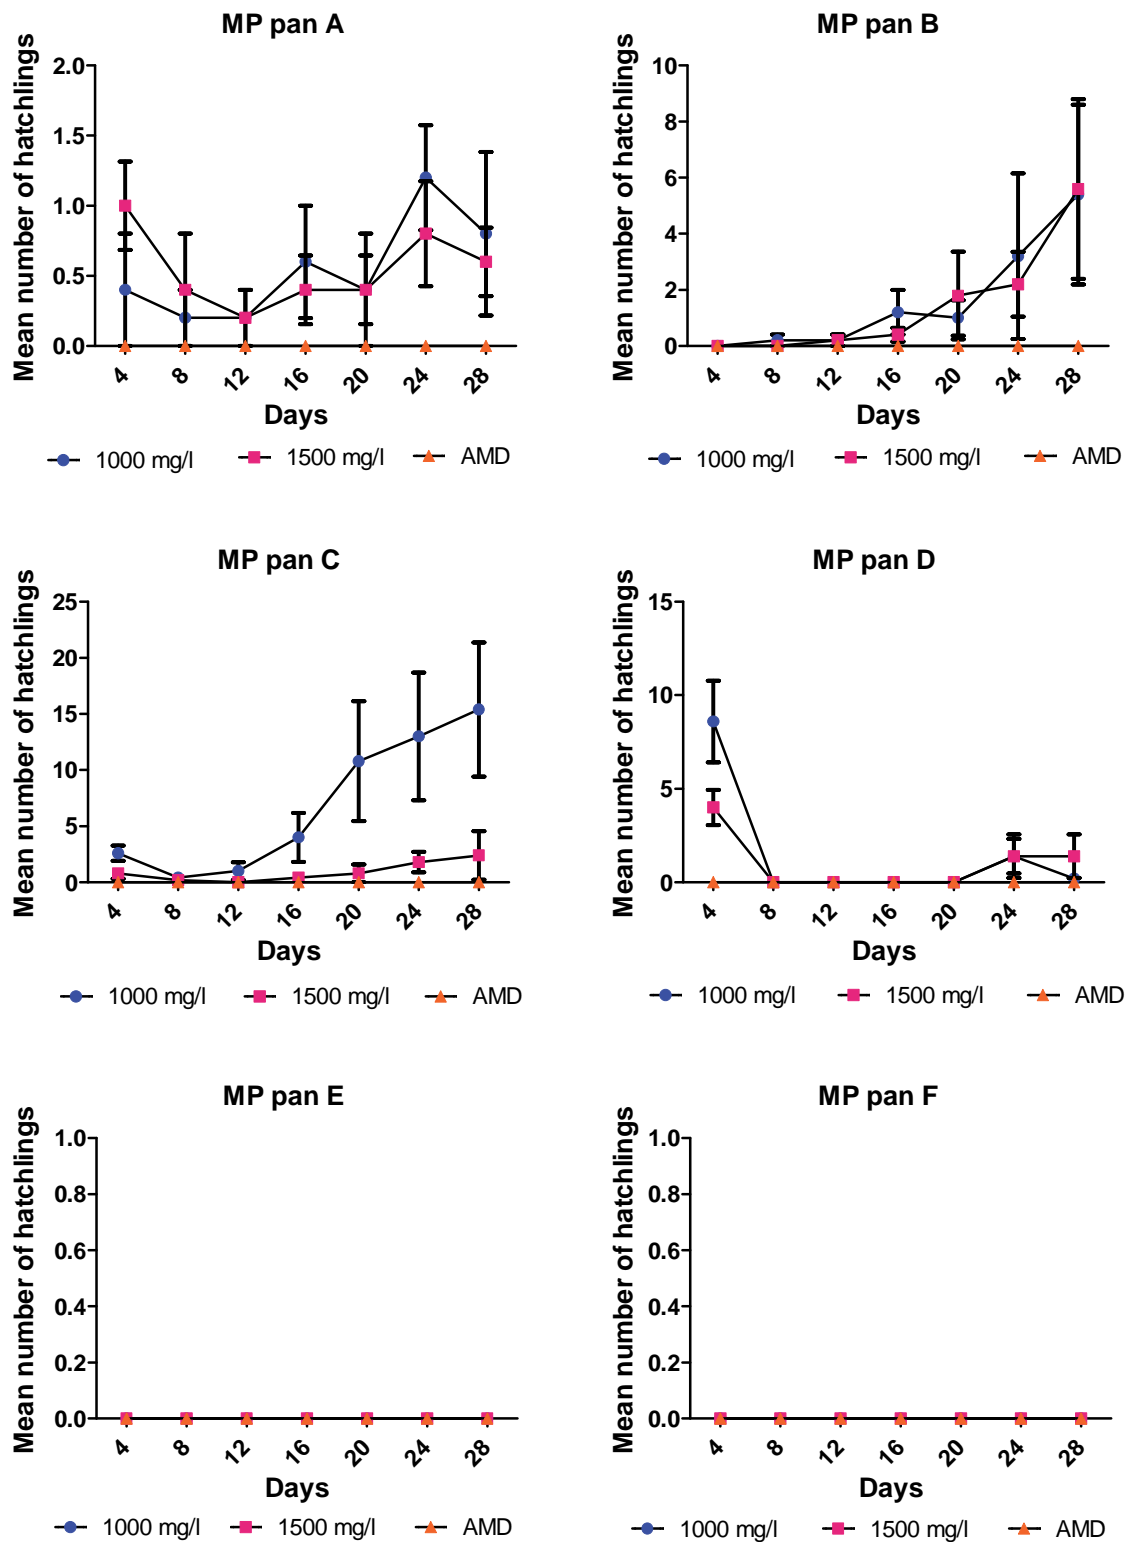 MP pan A
Mean number of hatchlings
2.0
1.5
1.0
0.5
0.0
4 8 12 16 20 24 28
Days
1000 mg/l 1500 mg/l AMD
MP pan B
Mean number of hatchlings
10
8
6
4
2
0
4 8 12 16 20 24 28
Days
1000 mg/l 1500 mg/l AMD
MP pan C
Mean number of hatchlings
25
20
15
10
5
0
4 8 12 16 20 24 28
Days
1000 mg/l 1500 mg/l AMD
MP pan D
Mean number of hatchlings
15
10
5
0
4 8 12 16 20 24 28
Days
1000 mg/l 1500 mg/l AMD
MP pan E
Mean number of hatchlings
1.0
0.8
0.6
0.4
0.2
0.0
4 8 12 16 20 24 28
Days
1000 mg/l 1500 mg/l AMD
MP pan F
Mean number of hatchlings
1.0
0.8
0.6
0.4
0.2
0.0
4 8 12 16 20 24 28
Days
1000 mg/l 1500 mg/l AMD